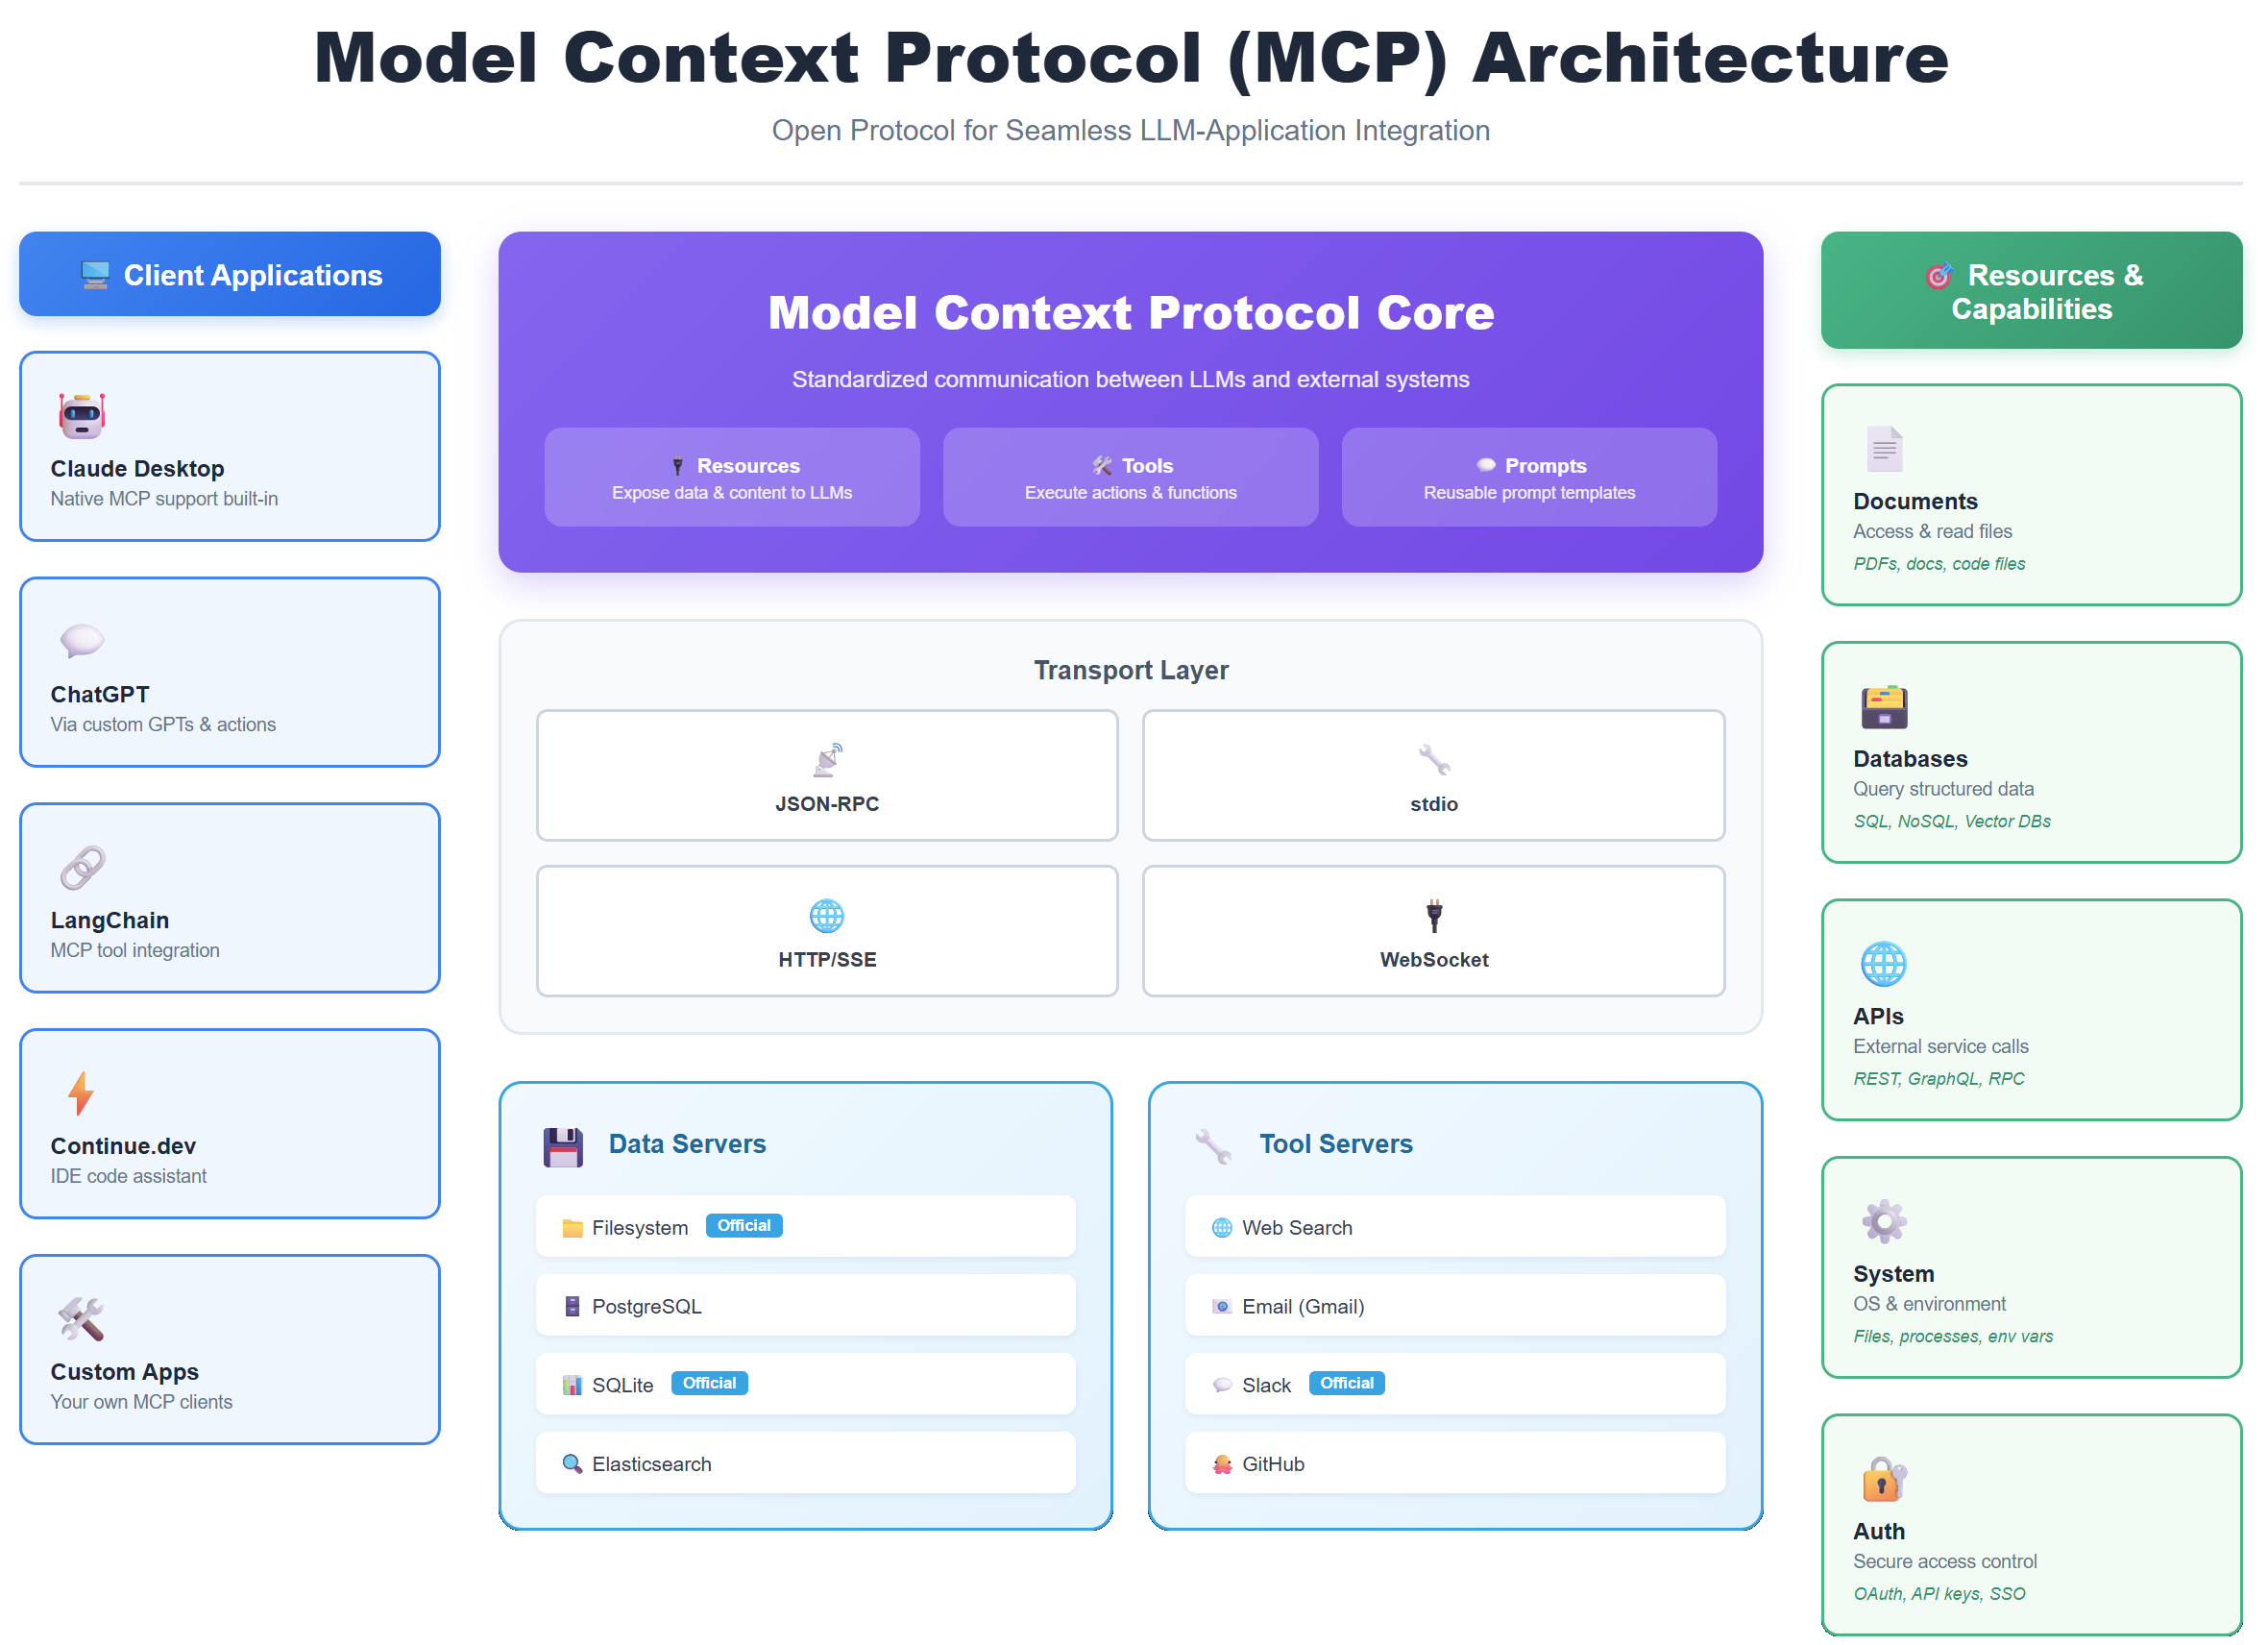 Model Context Protocol (MCP) Architecture
Open Protocol for Seamless LLM-Application Integration
Client Applications
Claude Desktop
Native MCP support built-in
ChatGPT
Via custom GPTs & actions
LangChain
MCP tool integration
Continue.dev
IDE code assistant
Custom Apps
Your own MCP clients
Model Context Protocol Core
Standardized communication between LLMs and external systems
Resources
Expose data & content to LLMs
Tools
Execute actions & functions
Prompts
Reusable prompt templates
Transport Layer
JSON-RPC
stdio
HTTP/SSE
WebSocket
Data Servers
Filesystem Official
PostgreSQL
SQLite Official
Elasticsearch
Tool Servers
Web Search
Email (Gmail)
Slack Official
GitHub
Resources &
Capabilities
Documents
Access & read files
PDFs, docs, code files
Databases
Query structured data
SQL, NoSQL, Vector DBs
APIs
External service calls
REST, GraphQL, RPC
System
OS & environment
Files, processes, env vars
Auth
Secure access control
OAuth, API keys, SSO